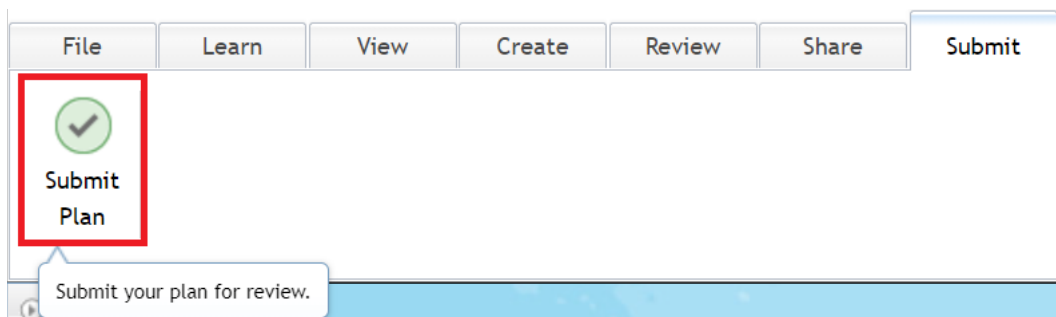 File Learn View Create Review Share Submit
Submit
Plan
Submit your plan for review.